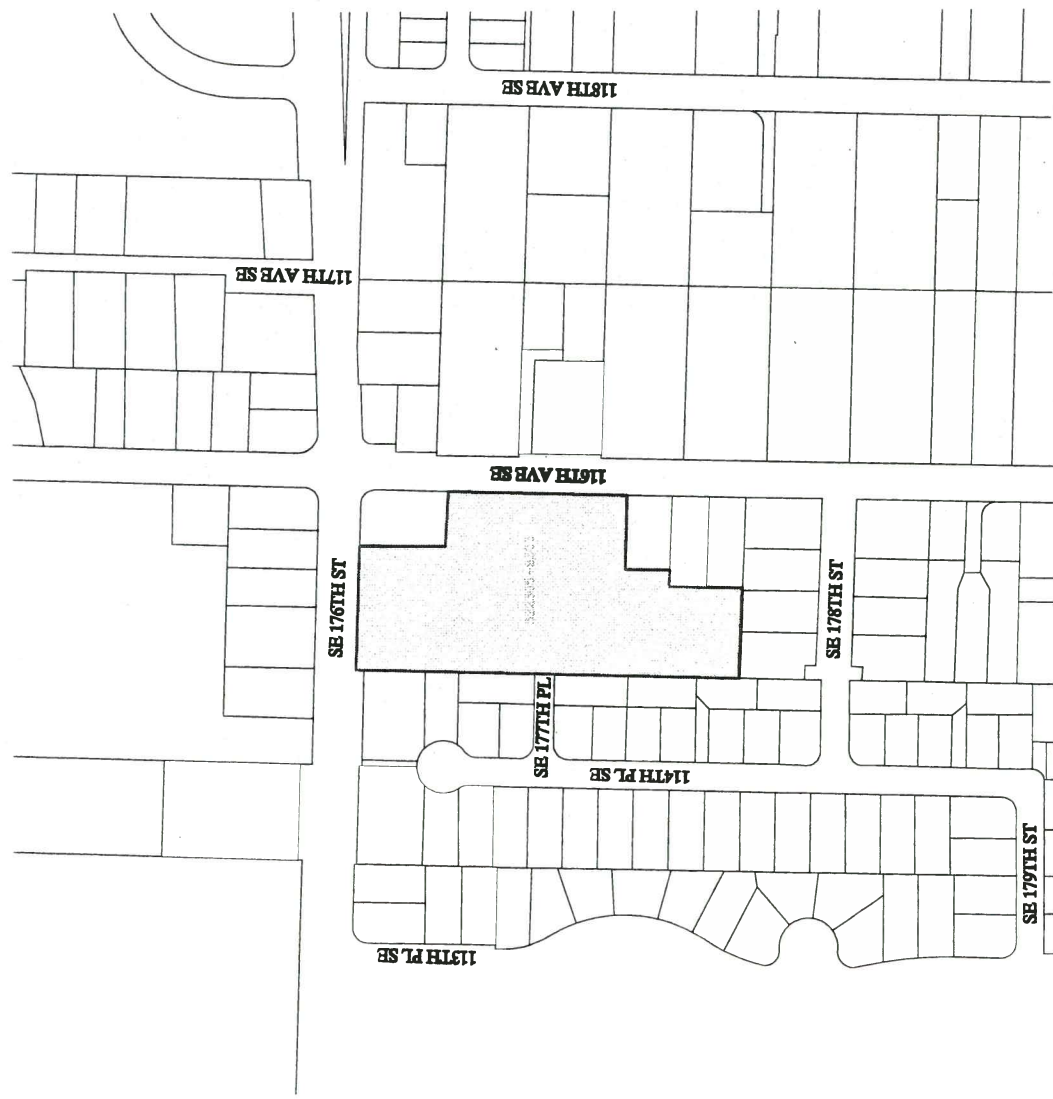 118TH AVE SE
117TH AVE SE
116TH AVE SE
SE 176TH ST
SE 178TH ST
SE 177TH PL
114TH PL SE
SE 179TH ST
113TH PL SE